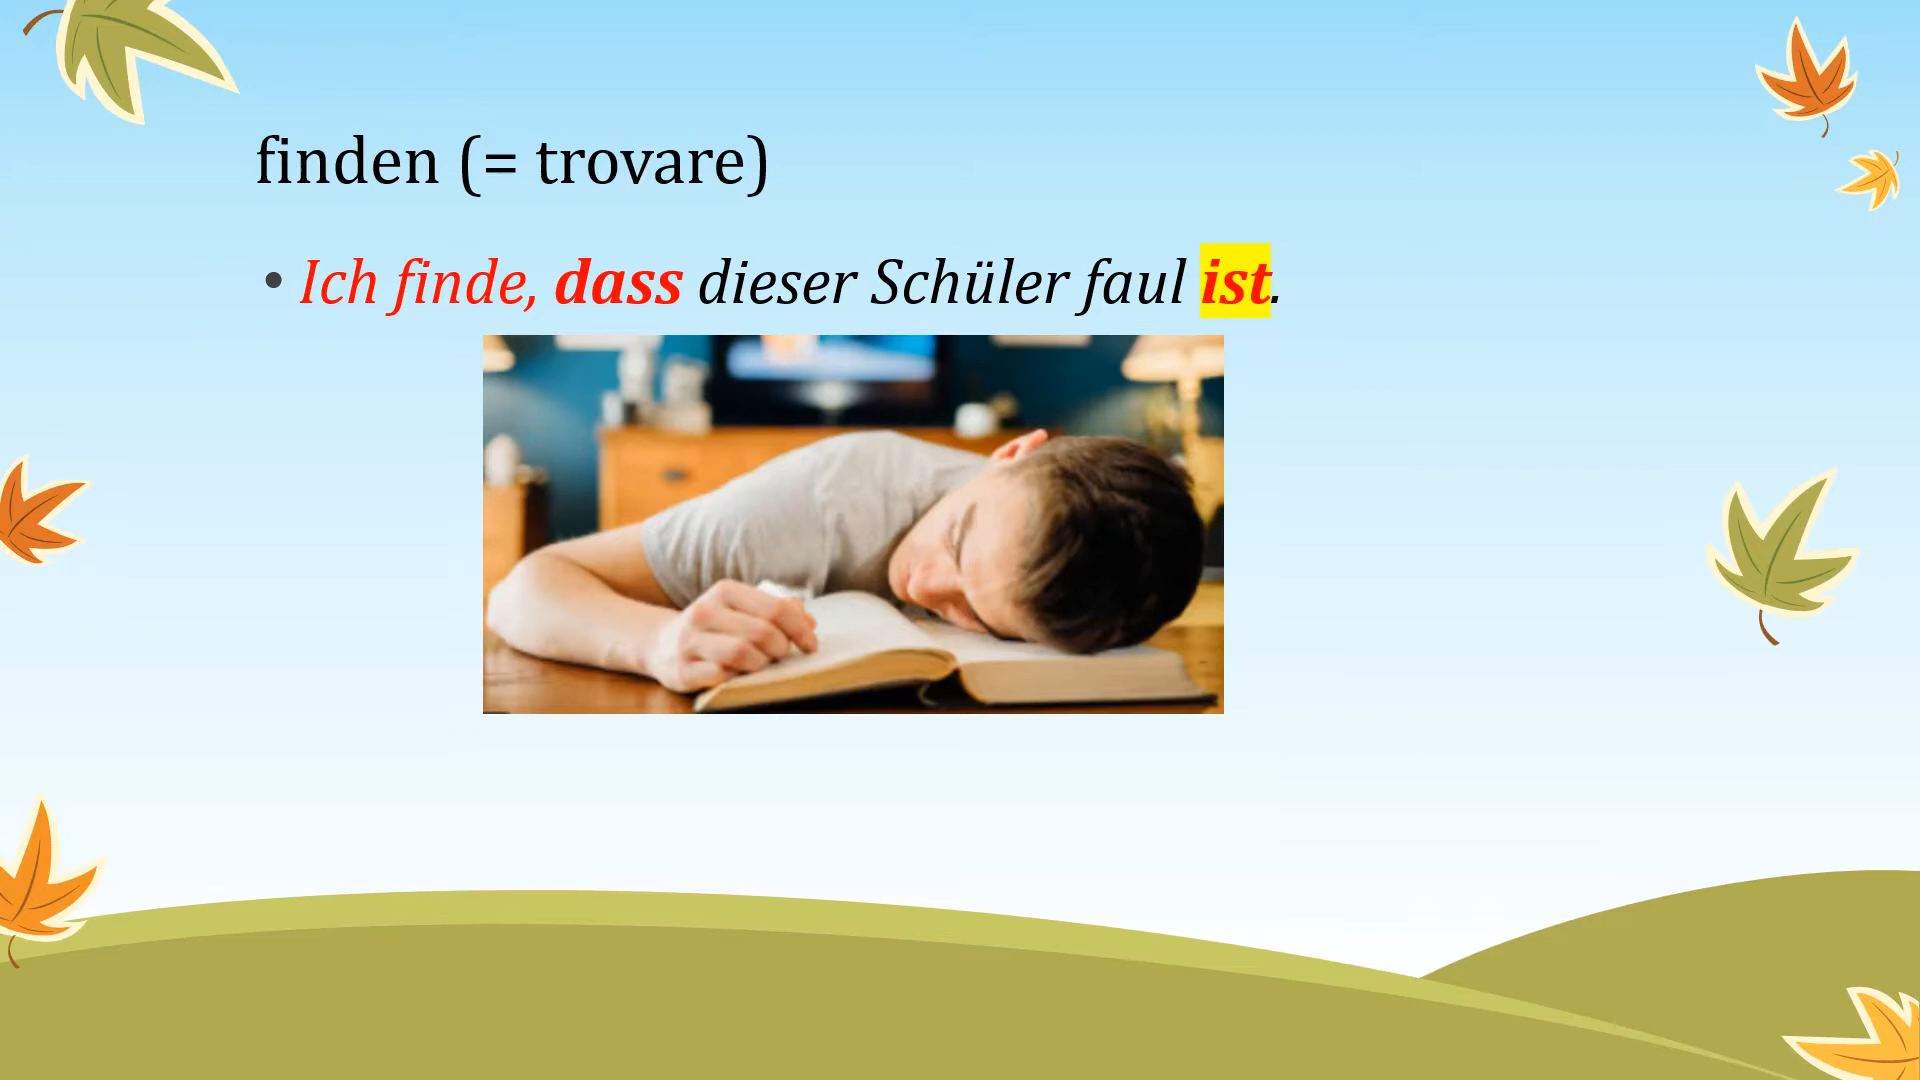 finden (= trovare)
• Ich finde, dass dieser Schüler faul ist.